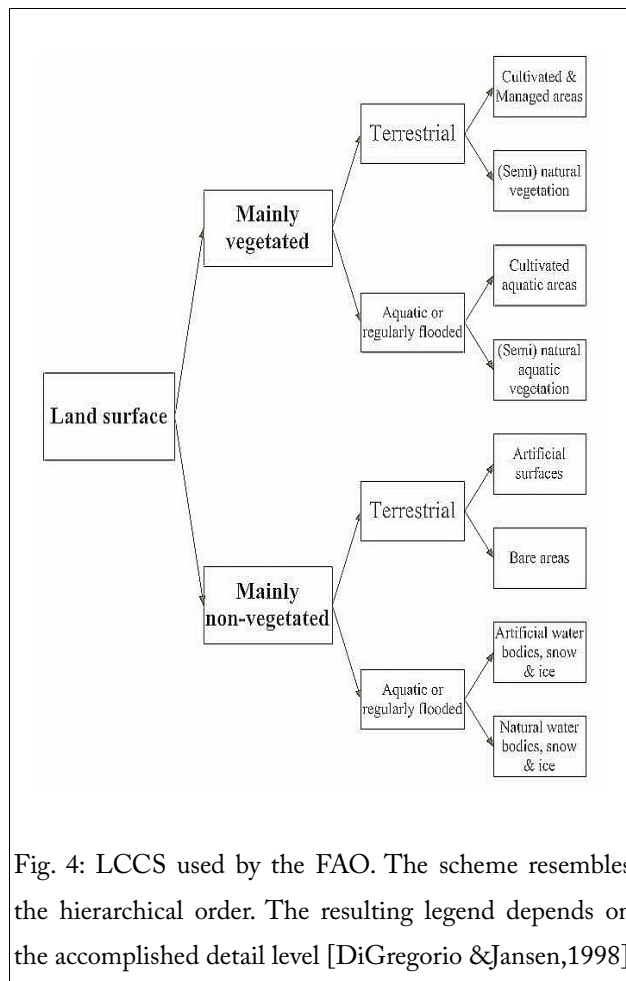 Cultivated &
Managed areas
Terrestrial
(Semi) natural
vegetation
Mainly
vegetated
Cultivated
aquatic areas
Aquatic or
regularly flooded
(Semi) natural
aquatic
vegetation
Land surface
Artificial
surfaces
Terrestrial
Bare areas
Mainly
non-vegetated
Artificial water
bodies, snow
& ice
Aquatic or
regularly flooded
Natural water
bodies, snow
& ice
Fig. 4: LCCS used by the FAO. The scheme resembles
the hierarchical order. The resulting legend depends on
the accomplished detail level [DiGregorio &Jansen,1998]